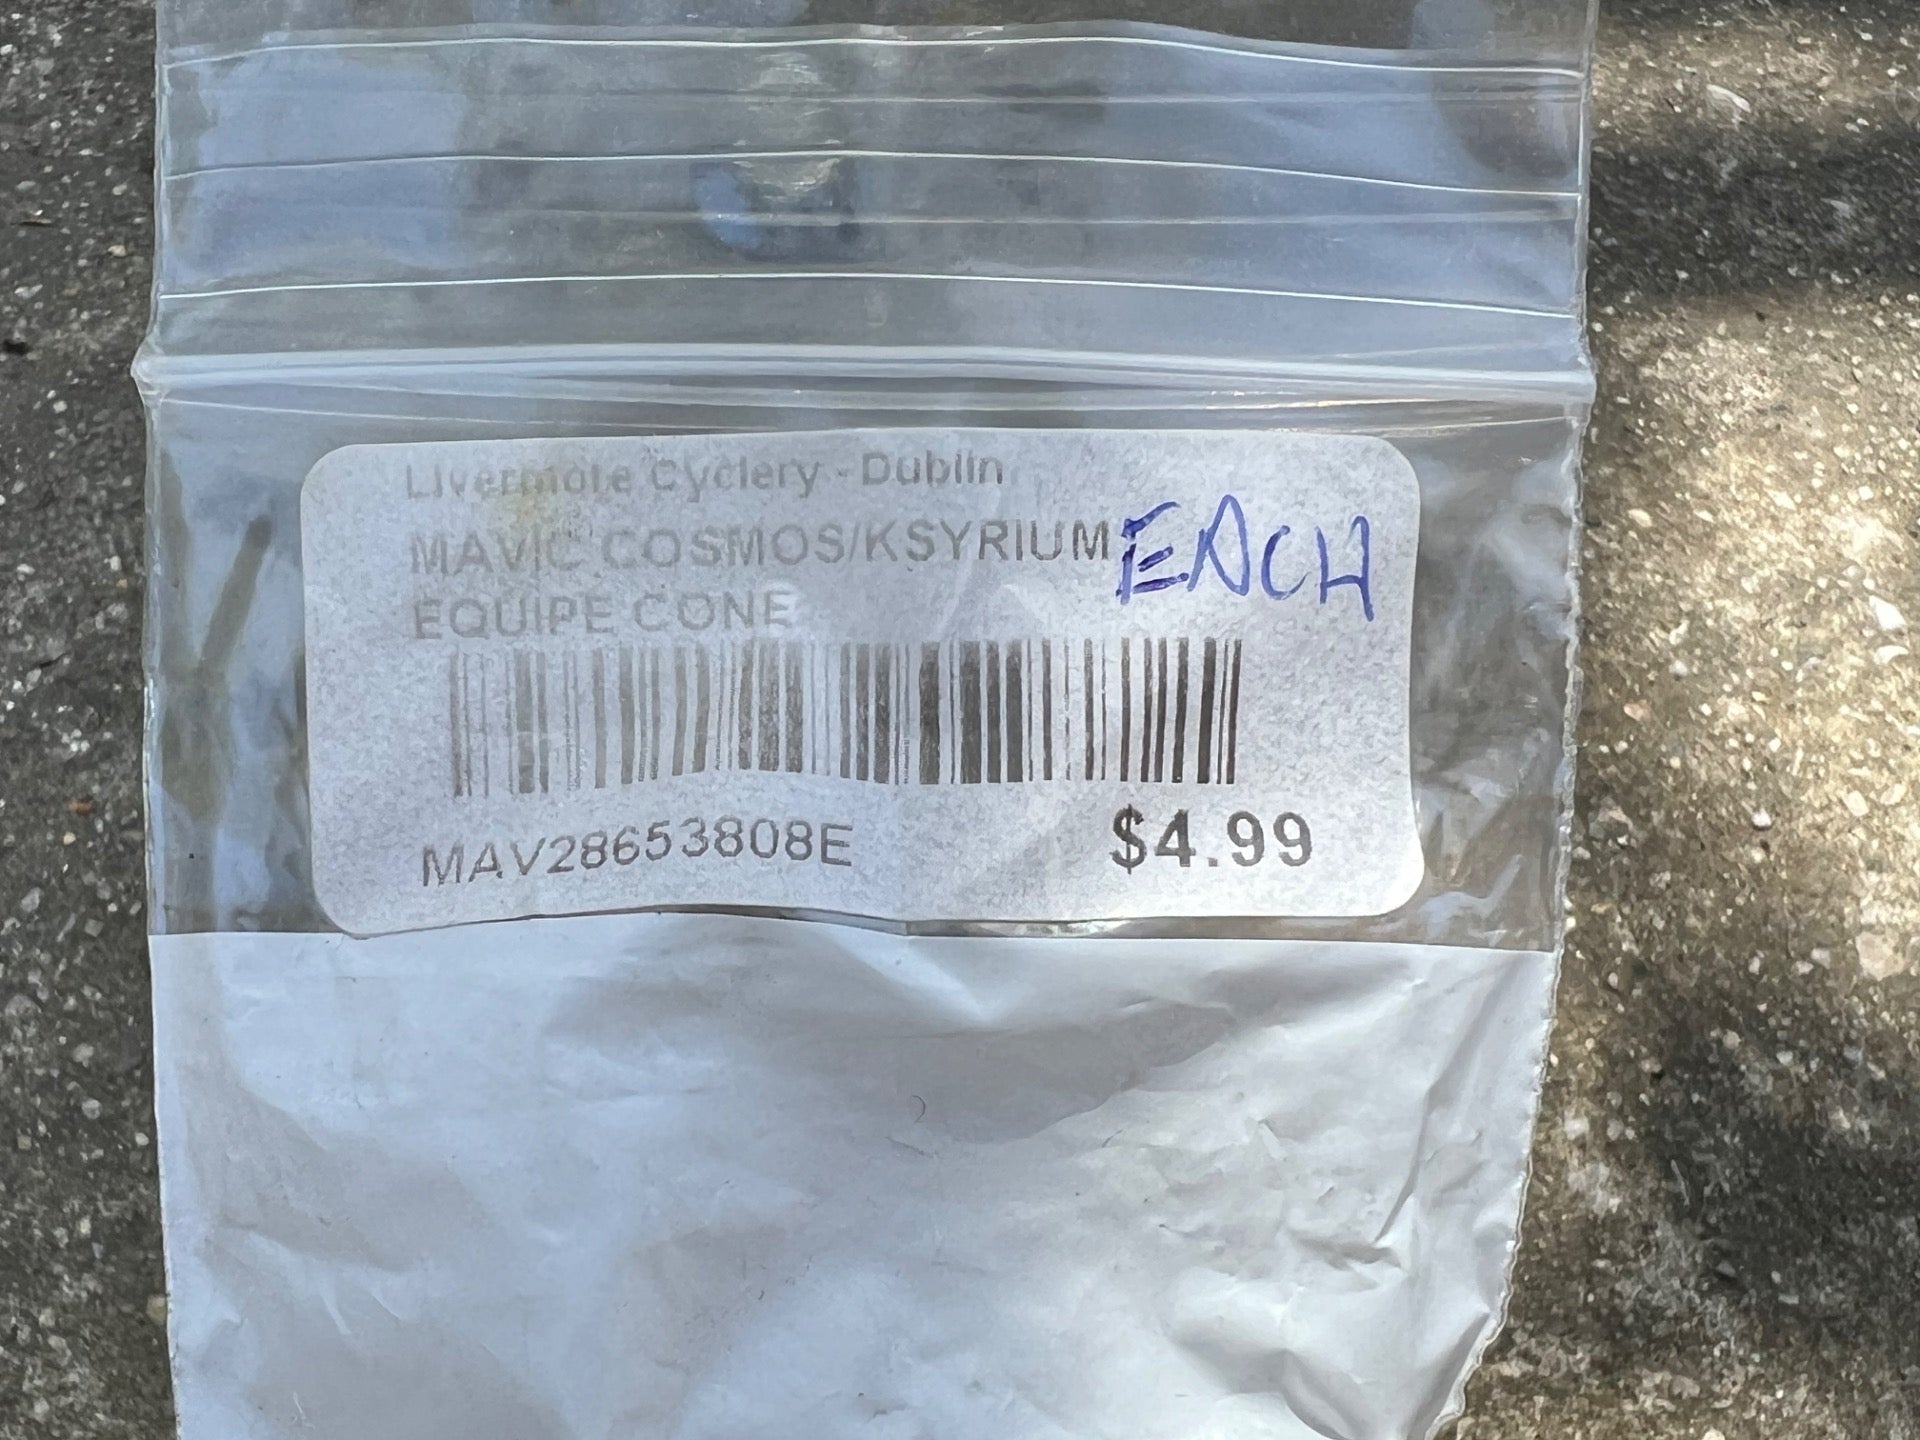 Livermore Cyclery - Dublin
MAVIC COSMOS/KSYRIUM EACH
EQUIPE CONE
MAV28653808E $4.99